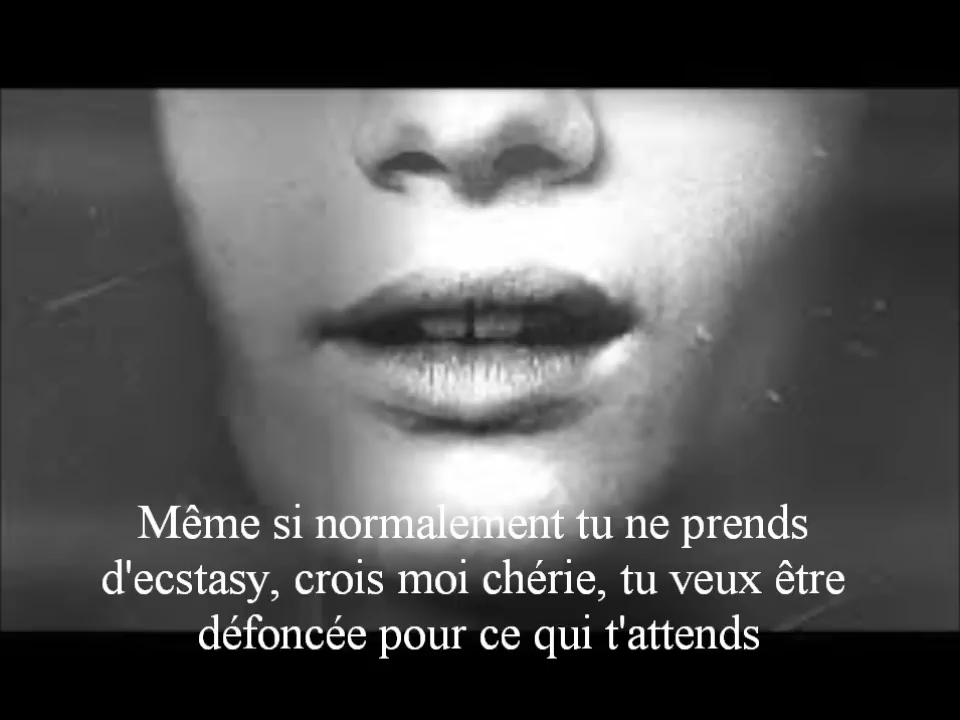 Même si normalement tu ne prends
d'ecstasy, crois moi chérie, tu veux être
défoncée pour ce qui t'attends